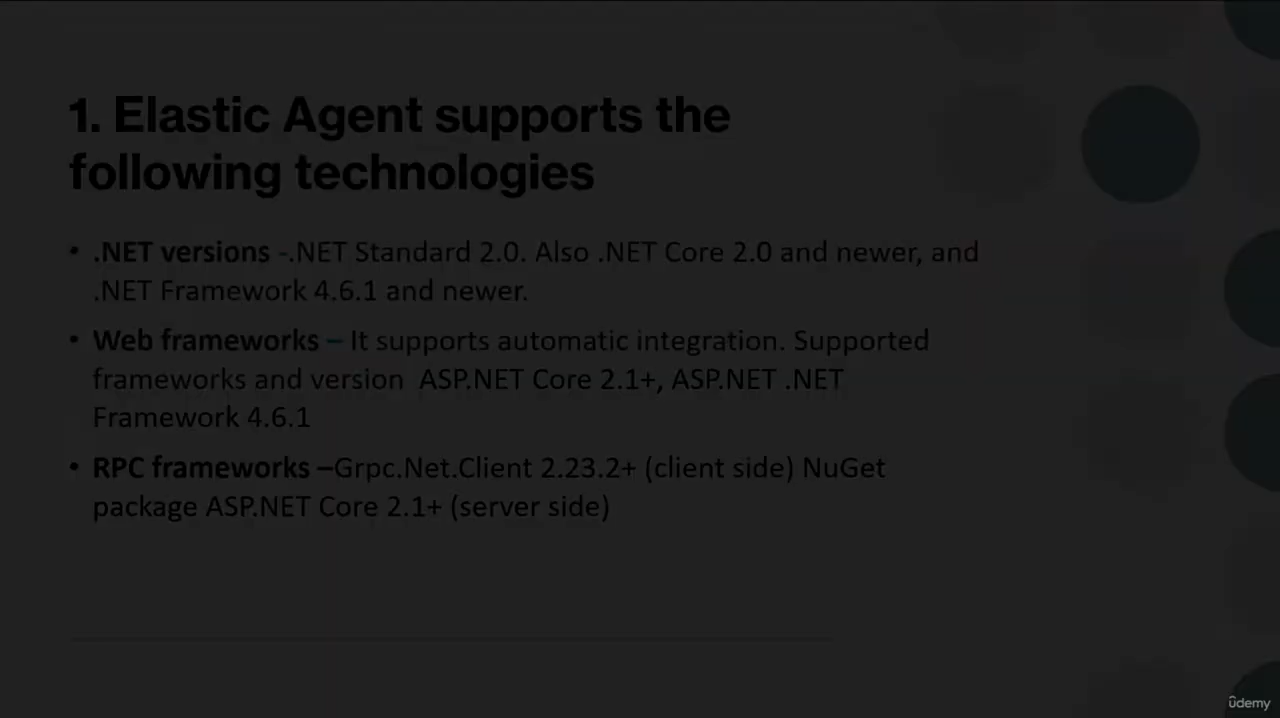 1. Elastic Agent supports the
following technologies
• .NET versions -.NET Standard 2.0. Also .NET Core 2.0 and newer, and
.NET Framework 4.6.1 and newer.
• Web frameworks – It supports automatic integration. Supported
frameworks and version  ASP.NET Core 2.1+, ASP.NET .NET
Framework 4.6.1
• RPC frameworks –Grpc.Net.Client 2.23.2+ (client side) NuGet
package ASP.NET Core 2.1+ (server side)
ûdemy